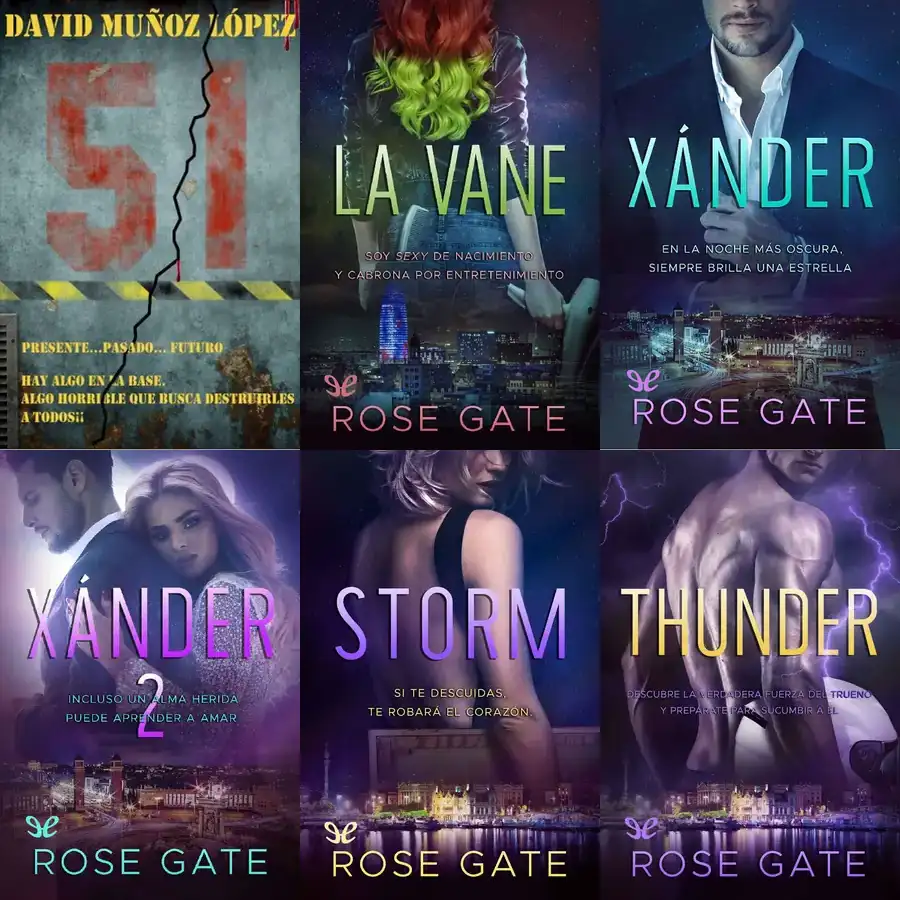 DAVID MUÑOZ LÓPEZ
51
PRESENTE...PASADO... FUTURO
HAY ALGO EN LA BASE.
ALGO HORRIBLE QUE BUSCA DESTRUIRLES
A TODOS¡¡
LA VANE
SOY SEXY DE NACIMIENTO
Y CABRONA POR ENTRETENIMIENTO
ROSE GATE
XÁNDER
EN LA NOCHE MÁS OSCURA,
SIEMPRE BRILLA UNA ESTRELLA
ROSE GATE
XÁNDER
2
INCLUSO UN ALMA HERIDA
PUEDE APRENDER A AMAR.
ROSE GATE
STORM
SI TE DESCUIDAS,
TE ROBARÁ EL CORAZÓN.
ROSE GATE
THUNDER
DESCUBRE LA VERDADERA FUERZA DEL TRUENO
Y PREPÁRATE PARA SUCUMBIR A ÉL
ROSE GATE